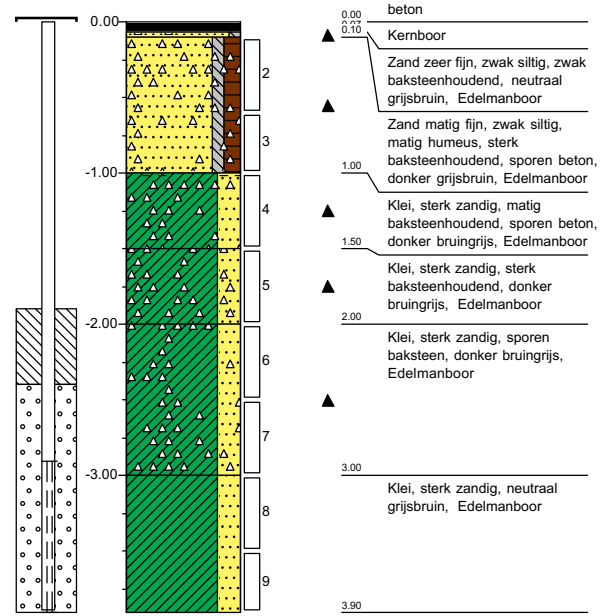 0.00
-1.00
-2.00
-3.00
2
3
4
5
6
7
8
9
0.00
beton
0.07
Kernboor
0.10
Zand zeer fijn, zwak siltig, zwak
baksteenhoudend, neutraal
grijsbruin, Edelmanboor
Zand matig fijn, zwak siltig,
matig humeus, sterk
baksteenhoudend, sporen beton,
donker grijsbruin, Edelmanboor
1.00
Klei, sterk zandig, matig
baksteenhoudend, sporen beton,
donker bruingrijs, Edelmanboor
1.50
Klei, sterk zandig, sterk
baksteenhoudend, donker
bruingrijs, Edelmanboor
2.00
Klei, sterk zandig, sporen
baksteen, donker bruingrijs,
Edelmanboor
3.00
Klei, sterk zandig, neutraal
grijsbruin, Edelmanboor
3.90